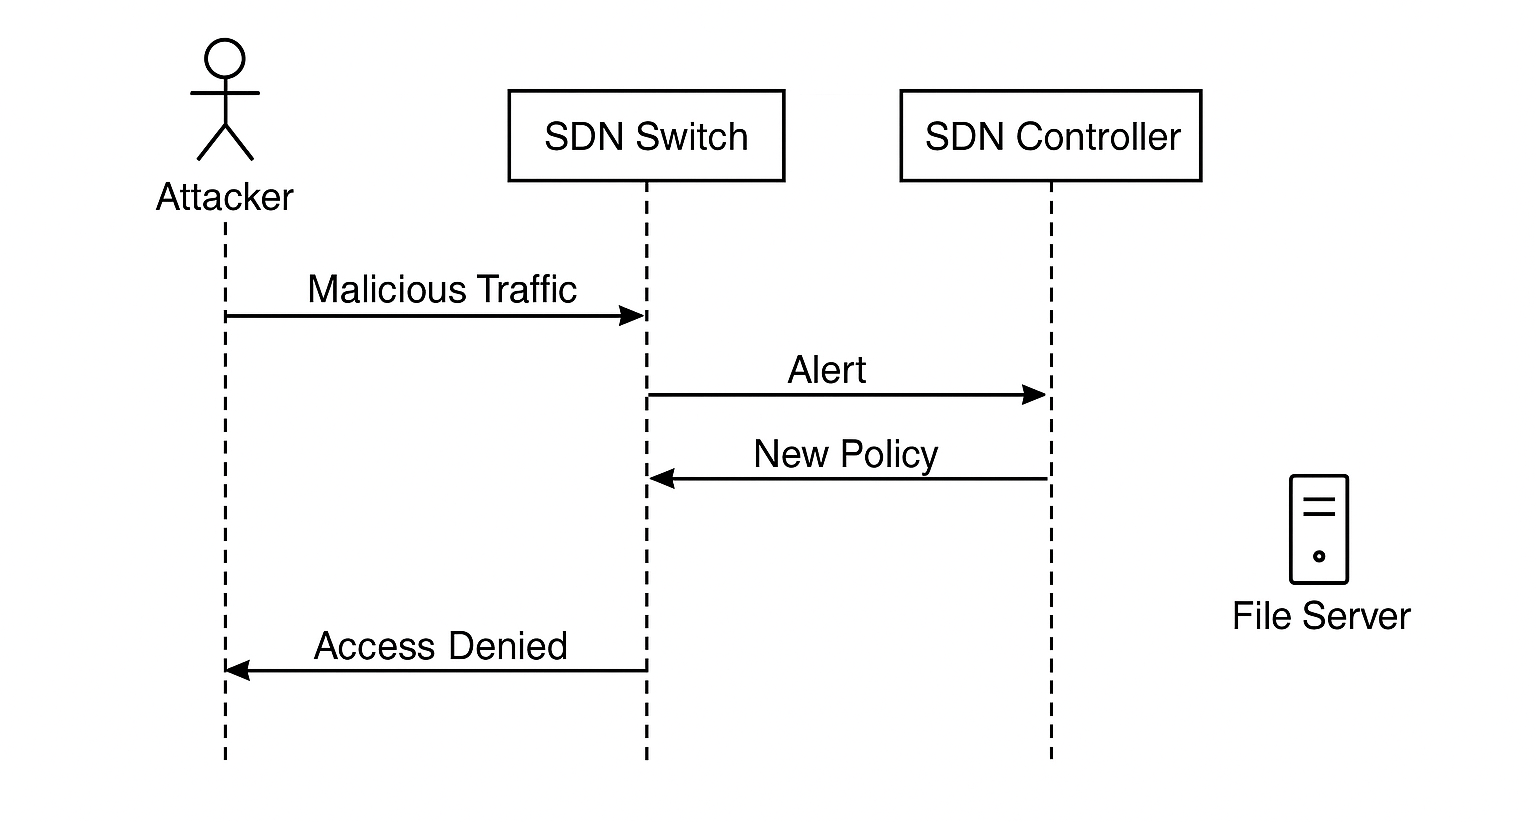 Attacker
SDN Switch
SDN Controller
Malicious Traffic
Alert
New Policy
File Server
Access Denied